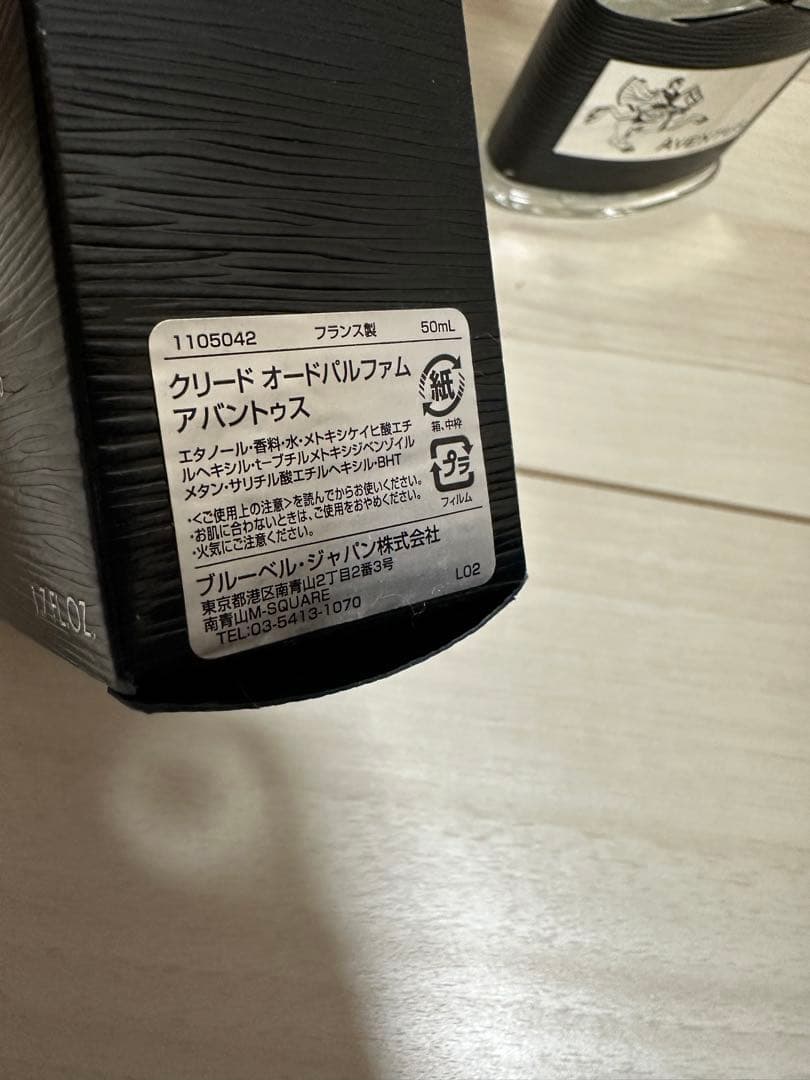 AVENTUS
1105042 フランス製 50mL
クリード オードパルファム
アバントゥス
紙
箱、中枠
プラ
フィルム
エタノール・香料・水・メトキシケイヒ酸エチ
ルヘキシル・t-ブチルメトキシジベンゾイル
メタン・サリチル酸エチルヘキシル・BHT
・<ご使用上の注意>を読んでからお使いください。
・お肌に合わないときは、ご使用をおやめください。
・火気にご注意ください。
ブルーベル・ジャパン株式会社
東京都港区南青山2丁目2番3号
南青山M-SQUARE
TEL:03-5413-1070
L02
1.7 FL.OZ.